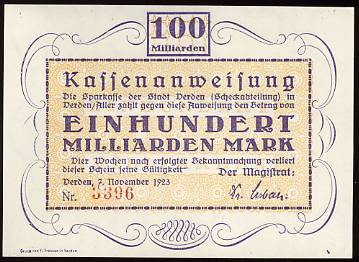 100
Milliarden
Kassenanweisung
Die Sparkasse der Stadt Verden (Scheckabteilung) in
Verden/Aller zahlt gegen diese Anweisung den Betrag von
EINHUNDERT
MILLIARDEN MARK
Vier Wochen nach erfolgter Bekanntmachung verliert
dieser Schein seine Gültigkeit
Der Magistrat:
Verden, 7. November 1923
Nr. 5396